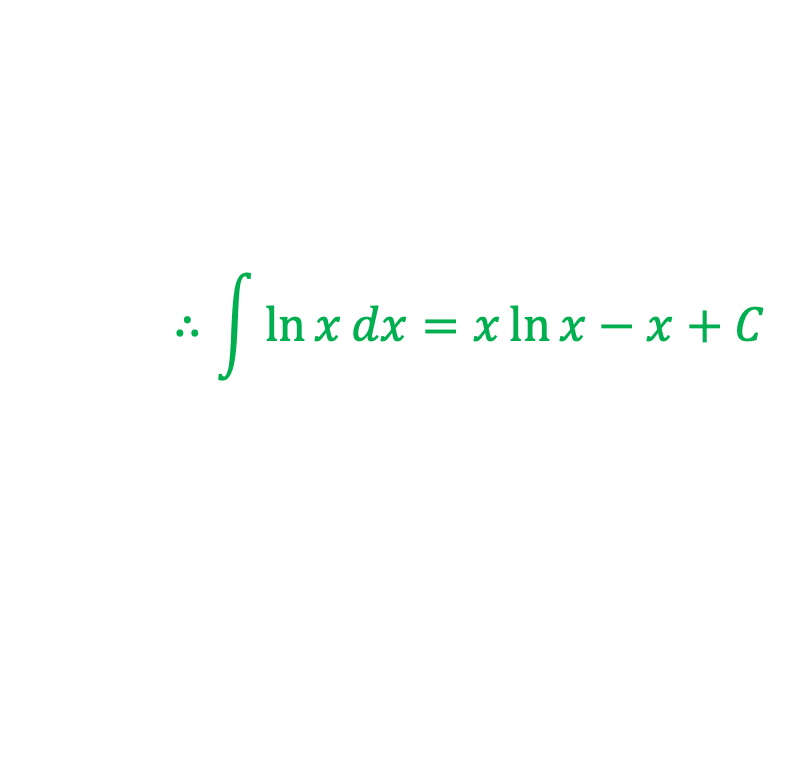 ∴ ∫ ln x dx = x ln x − x + C